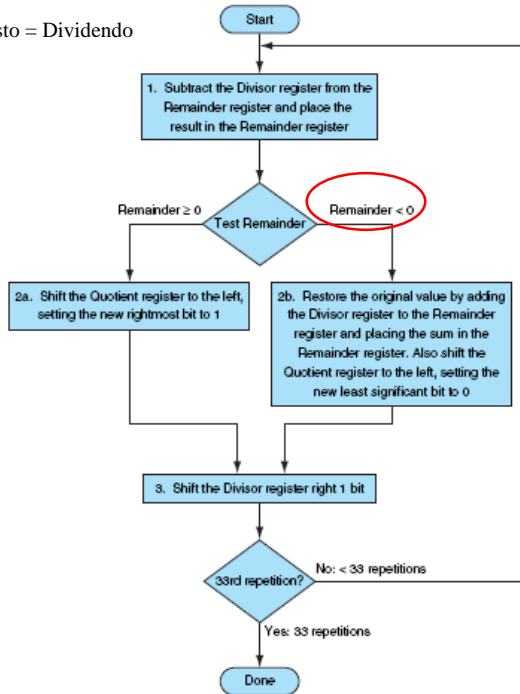 Start
sto = Dividendo
1. Subtract the Divisor register from the
Remainder register and place the
result in the Remainder register
Remainder ≥ 0
Test Remainder
Remainder < 0
2a. Shift the Quotient register to the left,
setting the new rightmost bit to 1
2b. Restore the original value by adding
the Divisor register to the Remainder
register and placing the sum in the
Remainder register. Also shift the
Quotient register to the left, setting the
new least significant bit to 0
3. Shift the Divisor register right 1 bit
33rd repetition?
No: < 33 repetitions
Yes: 33 repetitions
Done